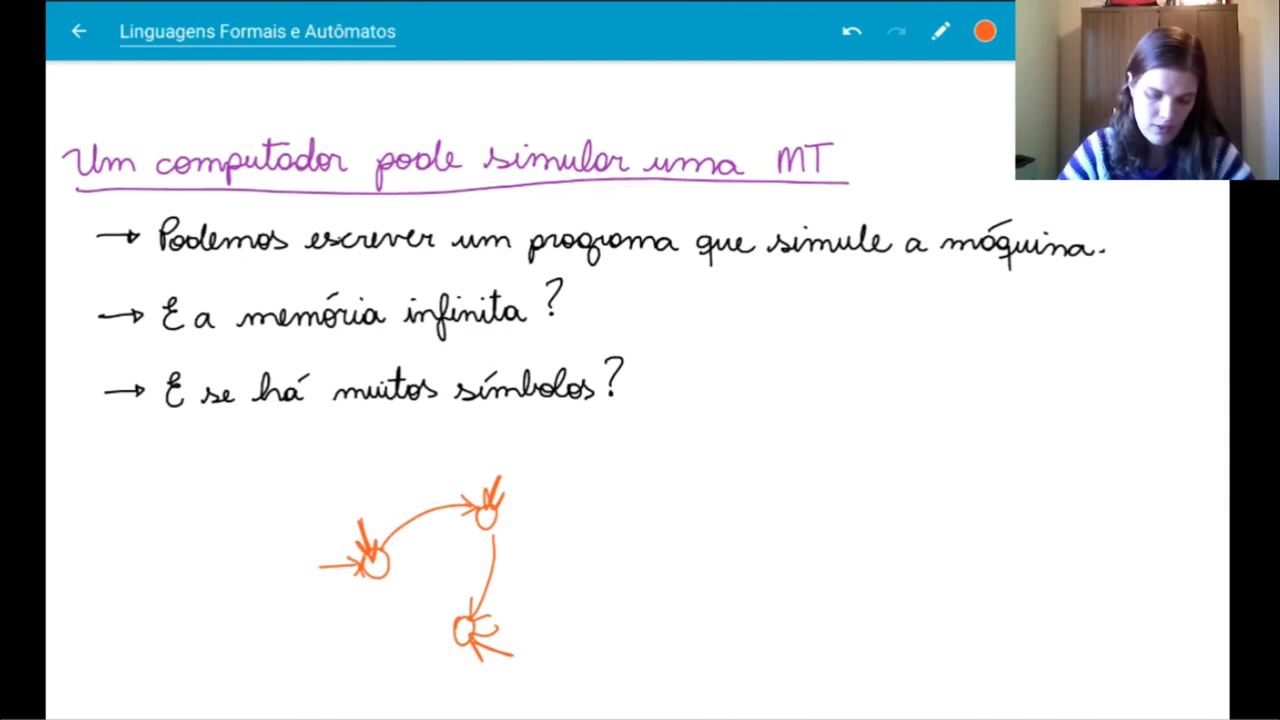 Linguagens Formais e Autômatos
Um computador pode simular uma MT
→ Podemos escrever um programa que simule a máquina.
→ E a memória infinita?
→ E se há muitos símbolos?